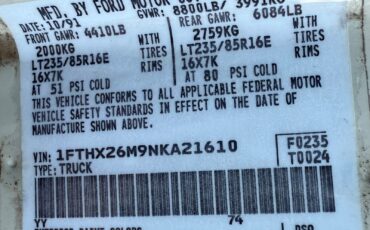 MFD. BY FORD MOTOR
DATE: 10/91 GVWR: 8800LB/ 3991KG
FRONT GAWR: 4410LB REAR GAWR: 6084LB
2000KG WITH 2759KG WITH
LT235/85R16E TIRES LT235/85R16E TIRES
16X7K RIMS 16X7K RIMS
AT 51 PSI COLD AT 80 PSI COLD
THIS VEHICLE CONFORMS TO ALL APPLICABLE FEDERAL MOTOR
VEHICLE SAFETY STANDARDS IN EFFECT ON THE DATE OF
MANUFACTURE SHOWN ABOVE.
VIN: 1FTHX26M9NKA21610 F0235
TYPE: TRUCK T0024
YY 74
DSO